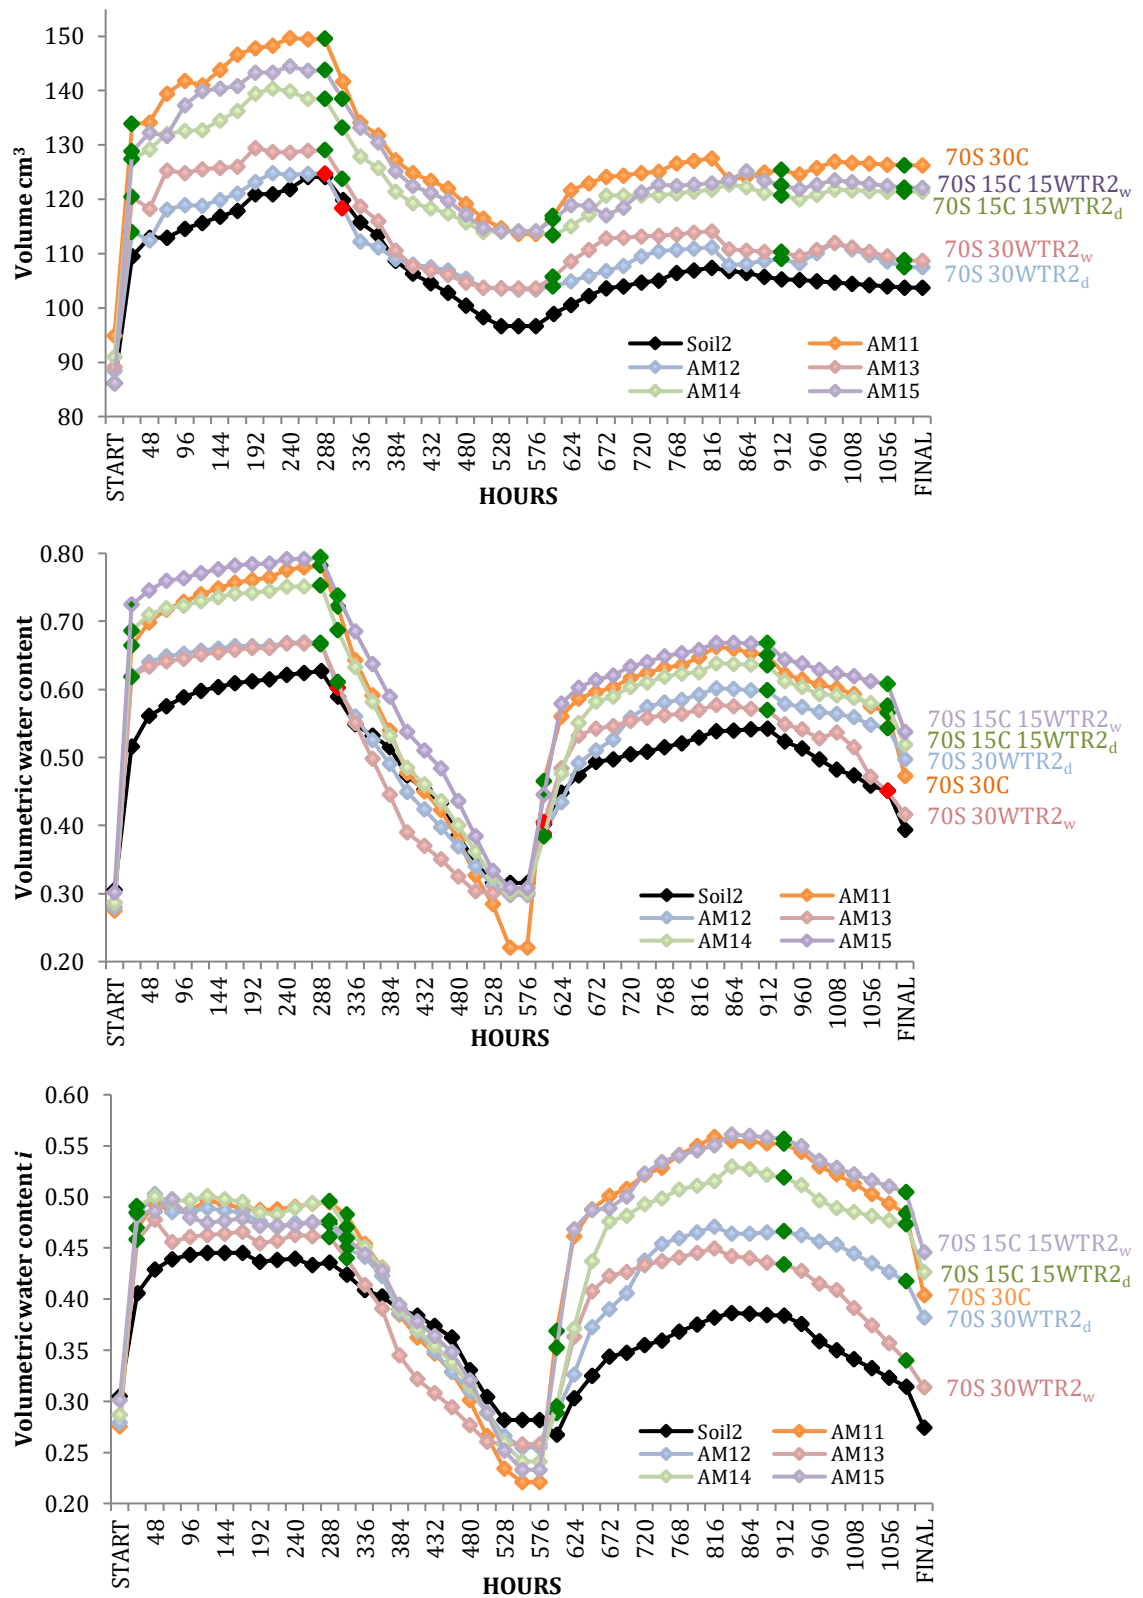 Volume cm³
150
140
130
120
110
100
90
80
START
48
96
144
192
240
288
336
384
432
480
528
576
624
672
720
768
816
864
912
960
1008
1056
FINAL
HOURS
Soil2
AM11
AM12
AM13
AM14
AM15
70S 30C
70S 15C 15WTR2w
70S 15C 15WTR2d
70S 30WTR2w
70S 30WTR2d
Volumetric water content
0.80
0.70
0.60
0.50
0.40
0.30
0.20
START
48
96
144
192
240
288
336
384
432
480
528
576
624
672
720
768
816
864
912
960
1008
1056
FINAL
HOURS
Soil2
AM11
AM12
AM13
AM14
AM15
70S 15C 15WTR2w
70S 15C 15WTR2d
70S 30WTR2d
70S 30C
70S 30WTR2w
Volumetric water content i
0.60
0.55
0.50
0.45
0.40
0.35
0.30
0.25
0.20
START
48
96
144
192
240
288
336
384
432
480
528
576
624
672
720
768
816
864
912
960
1008
1056
FINAL
HOURS
Soil2
AM11
AM12
AM13
AM14
AM15
70S 15C 15WTR2w
70S 15C 15WTR2d
70S 30C
70S 30WTR2d
70S 30WTR2w